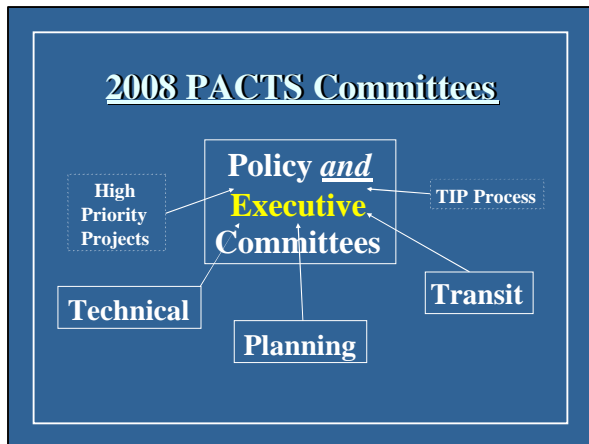 2008 PACTS Committees
Policy and
Executive
Committees
High
Priority
Projects
TIP Process
Technical
Planning
Transit